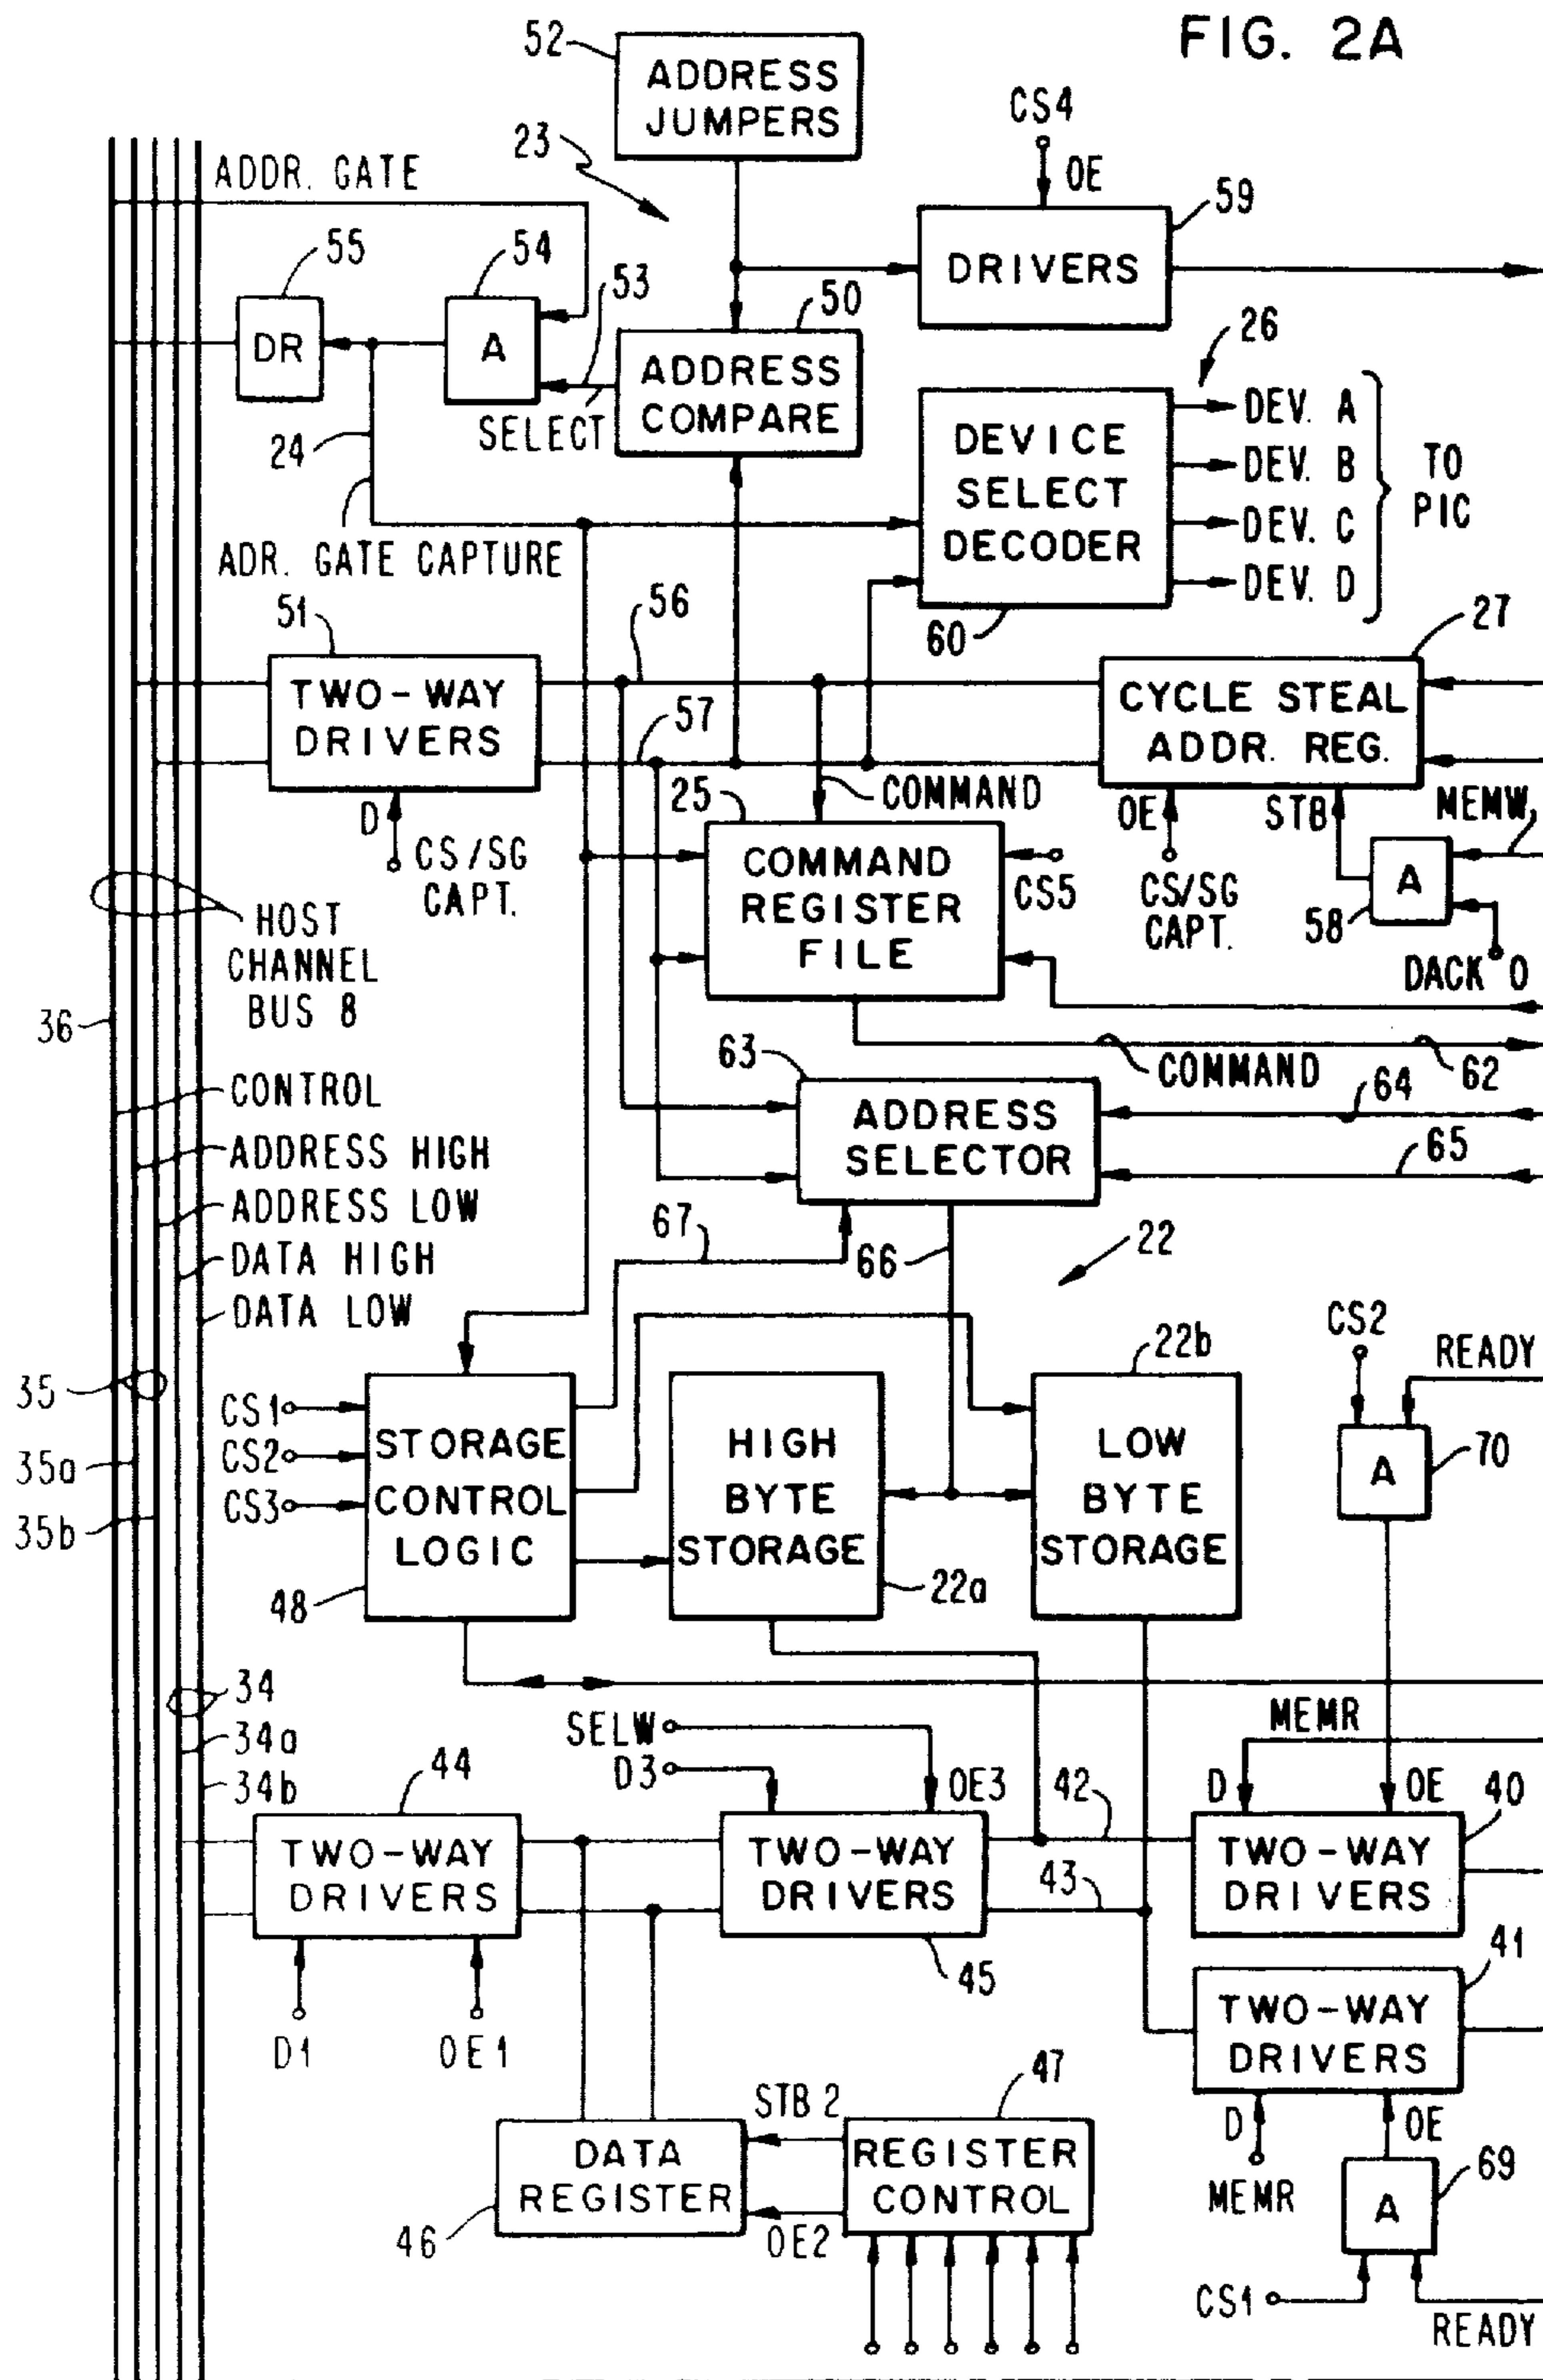 FIG. 2A
52
ADDRESS
JUMPERS
23
CS4
OE
59
DRIVERS
ADDR. GATE
55
54
53
50
DR
A
SELECT
ADDRESS
COMPARE
26
DEVICE
SELECT
DECODER
60
DEV. A
DEV. B
DEV. C
DEV. D
TO
PIC
24
ADR. GATE CAPTURE
51
TWO-WAY
DRIVERS
D
CS/SG
CAPT.
56
57
27
CYCLE STEAL
ADDR. REG.
OE
STB
MEMW
CS/SG
CAPT.
A
58
DACK 0
COMMAND
25
COMMAND
REGISTER
FILE
CS5
HOST
CHANNEL
BUS 8
36
COMMAND
62
63
ADDRESS
SELECTOR
64
65
CONTROL
ADDRESS HIGH
ADDRESS LOW
DATA HIGH
DATA LOW
67
66
22
35
35a
35b
CS1
CS2
CS3
STORAGE
CONTROL
LOGIC
48
HIGH
BYTE
STORAGE
22a
22b
LOW
BYTE
STORAGE
CS2
READY
A
70
34
34a
34b
SELW
D3
OE3
MEMR
D
OE
44
TWO-WAY
DRIVERS
D1
OE1
TWO-WAY
DRIVERS
45
42
43
40
TWO-WAY
DRIVERS
41
TWO-WAY
DRIVERS
D
OE
MEMR
A
69
CS1
READY
DATA
REGISTER
46
STB 2
OE2
47
REGISTER
CONTROL